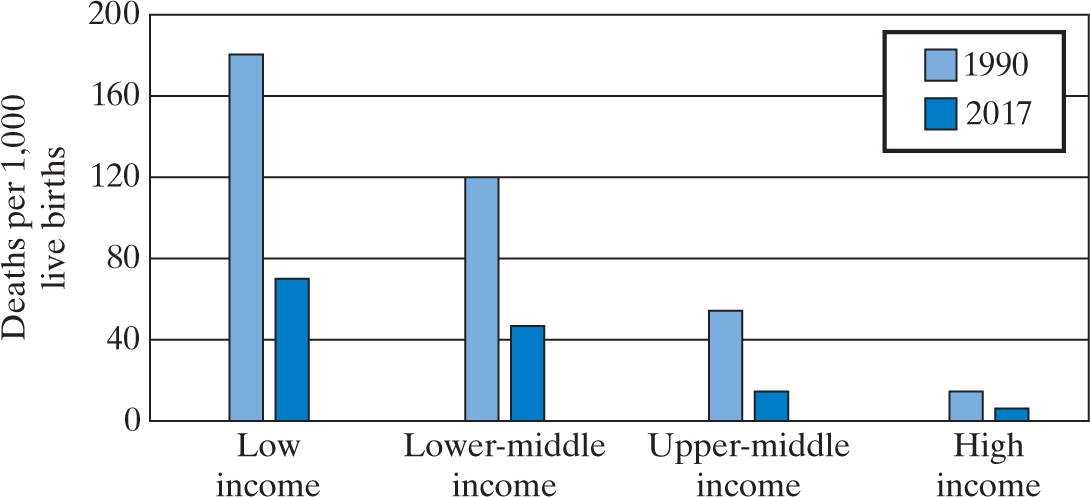 200
160
120
80
40
0
Deaths per 1,000
live births
1990
2017
Low
income
Lower-middle
income
Upper-middle
income
High
income